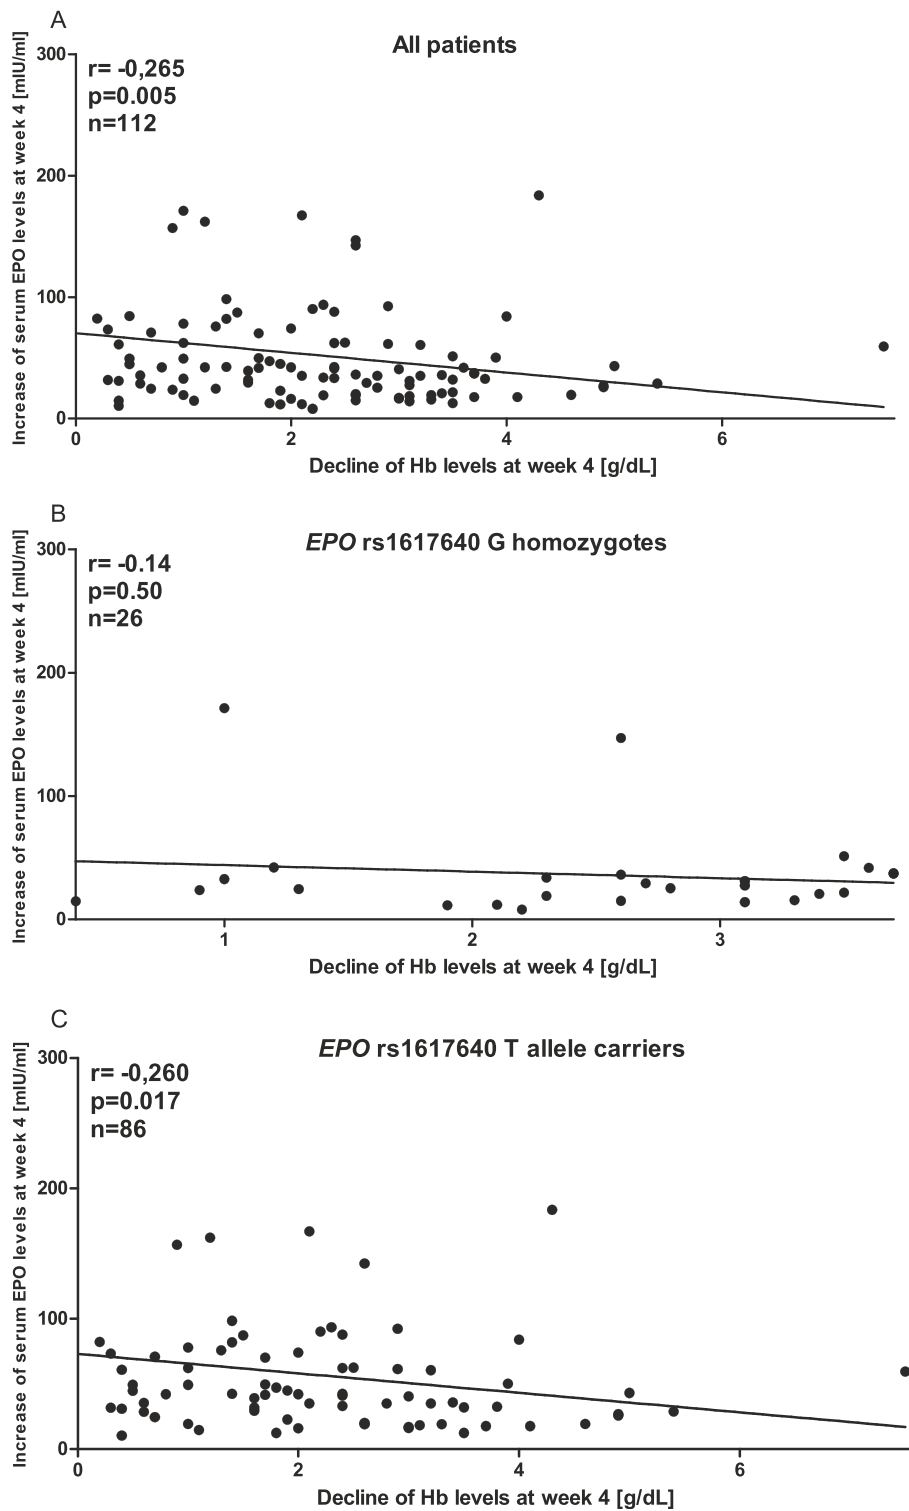 A
All patients
r= -0,265
p=0.005
n=112
Increase of serum EPO levels at week 4 [mIU/ml]
300
200
100
0
0 2 4 6
Decline of Hb levels at week 4 [g/dL]
B
EPO rs1617640 G homozygotes
r= -0.14
p=0.50
n=26
Increase of serum EPO levels at week 4 [mIU/ml]
300
200
100
0
1 2 3
Decline of Hb levels at week 4 [g/dL]
C
EPO rs1617640 T allele carriers
r= -0,260
p=0.017
n=86
Increase of serum EPO levels at week 4 [mIU/ml]
300
200
100
0
0 2 4 6
Decline of Hb levels at week 4 [g/dL]